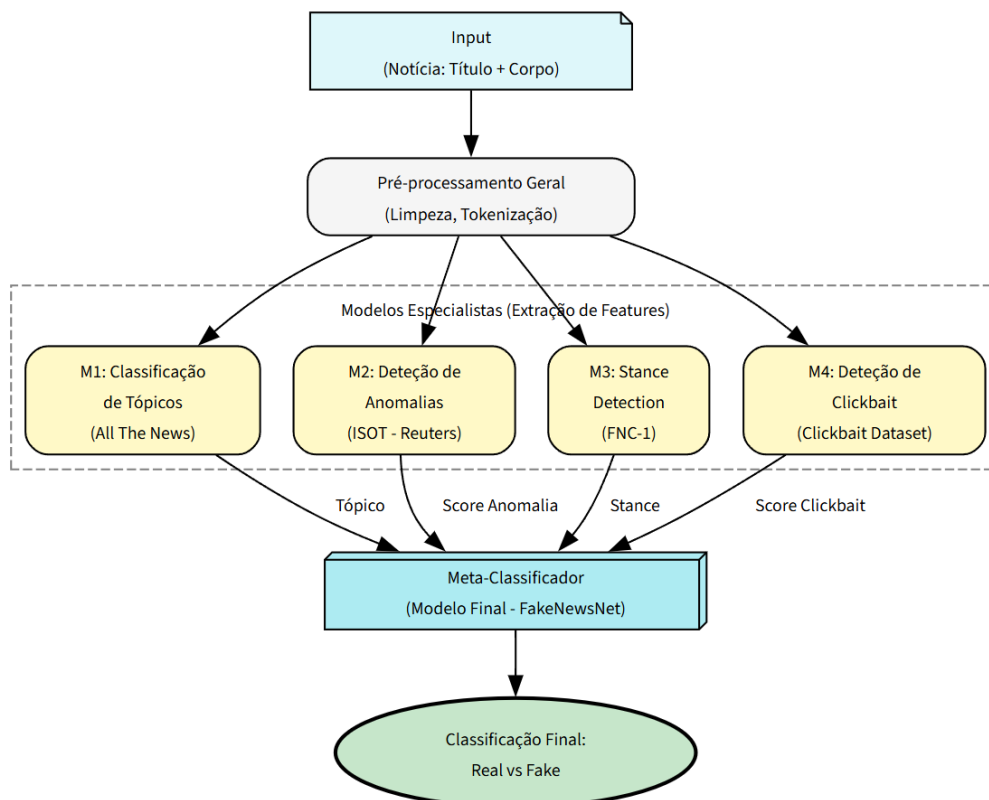 Input
(Notícia: Título + Corpo)
Pré-processamento Geral
(Limpeza, Tokenização)
Modelos Especialistas (Extração de Features)
M1: Classificação
de Tópicos
(All The News)
M2: Deteção de
Anomalias
(ISOT - Reuters)
M3: Stance
Detection
(FNC-1)
M4: Deteção de
Clickbait
(Clickbait Dataset)
Tópico
Score Anomalia
Stance
Score Clickbait
Meta-Classificador
(Modelo Final - FakeNewsNet)
Classificação Final:
Real vs Fake